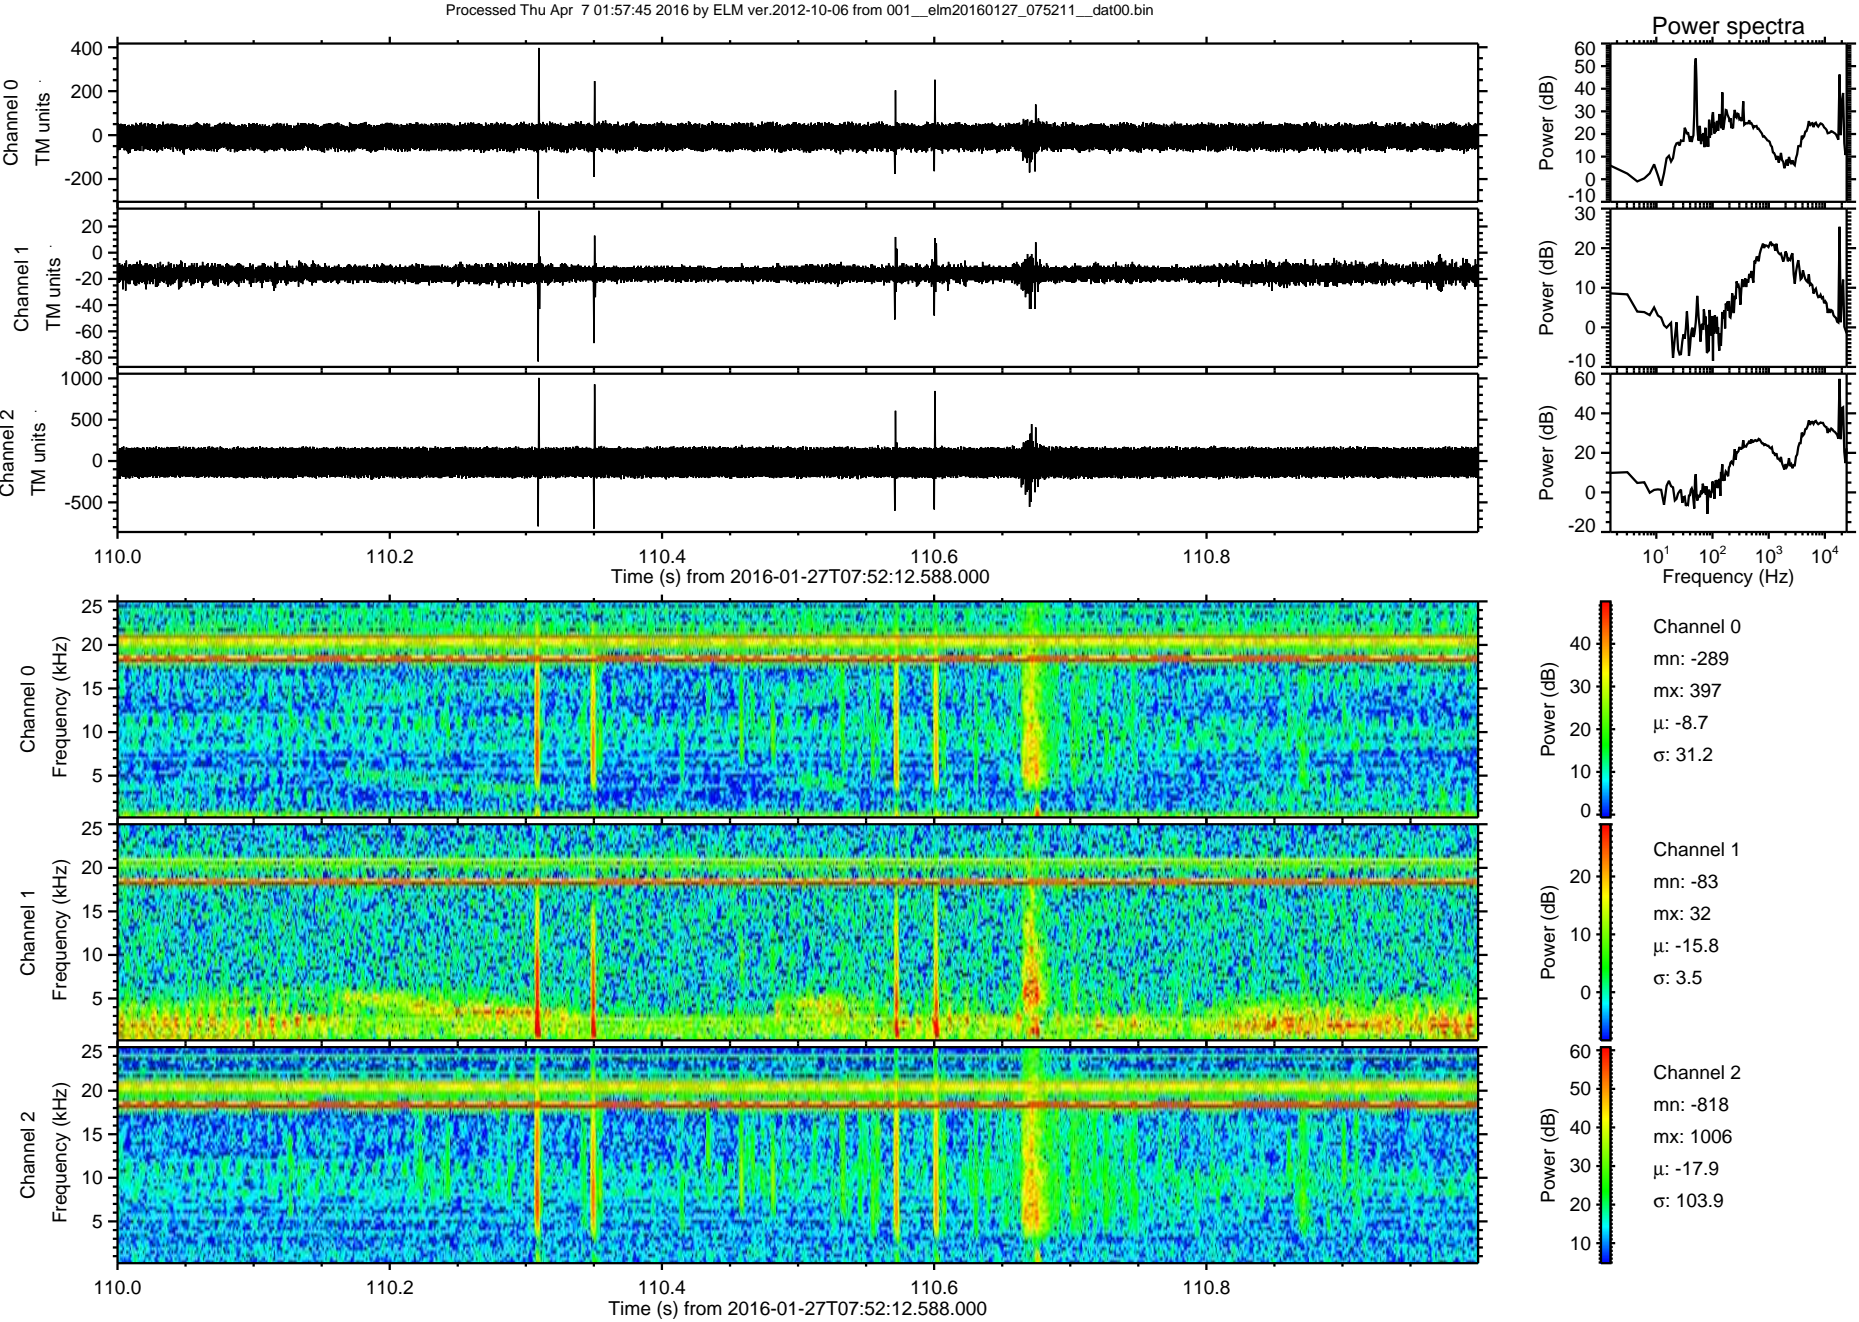 Processed Thu Apr  7 01:57:45 2016 by ELM ver.2012-10-06 from 001__elm20160127_075211__dat00.bin
Power spectra
Channel 0
TM units
400
200
0
-200
Power (dB)
60
50
40
30
20
10
0
-10
Channel 1
TM units
20
0
-20
-40
-60
-80
Power (dB)
30
20
10
0
-10
Channel 2
TM units
1000
500
0
-500
Power (dB)
60
40
20
0
-20
110.0 110.2 110.4 110.6 110.8
Time (s) from 2016-01-27T07:52:12.588.000
10¹ 10² 10³ 10⁴
Frequency (Hz)
Channel 0
Frequency (kHz)
25
20
15
10
5
Power (dB)
40
30
20
10
0
Channel 0
mn: -289
mx: 397
μ: -8.7
σ: 31.2
Channel 1
Frequency (kHz)
25
20
15
10
5
Power (dB)
20
10
0
Channel 1
mn: -83
mx: 32
μ: -15.8
σ: 3.5
Channel 2
Frequency (kHz)
25
20
15
10
5
Power (dB)
60
50
40
30
20
10
Channel 2
mn: -818
mx: 1006
μ: -17.9
σ: 103.9
110.0 110.2 110.4 110.6 110.8
Time (s) from 2016-01-27T07:52:12.588.000